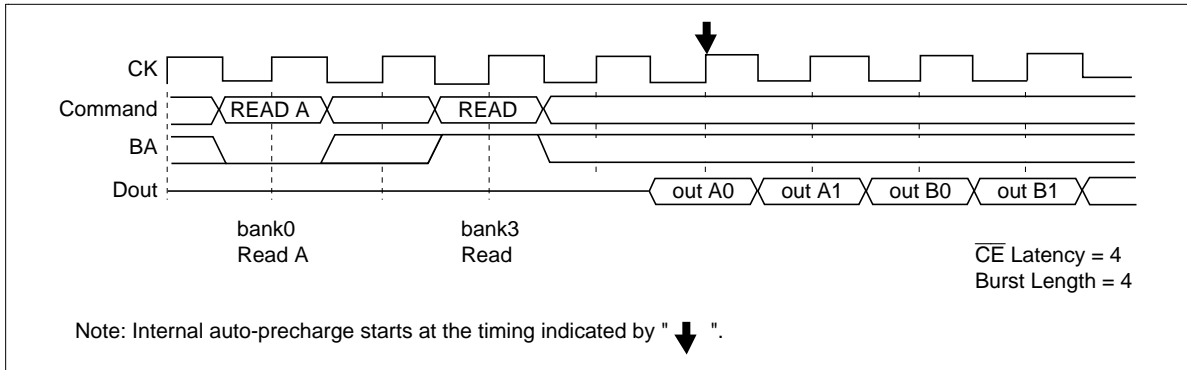 CK
Command READ A READ
BA
Dout out A0 out A1 out B0 out B1
bank0 bank3
Read A Read
CE Latency = 4
Burst Length = 4
Note: Internal auto-precharge starts at the timing indicated by " ".